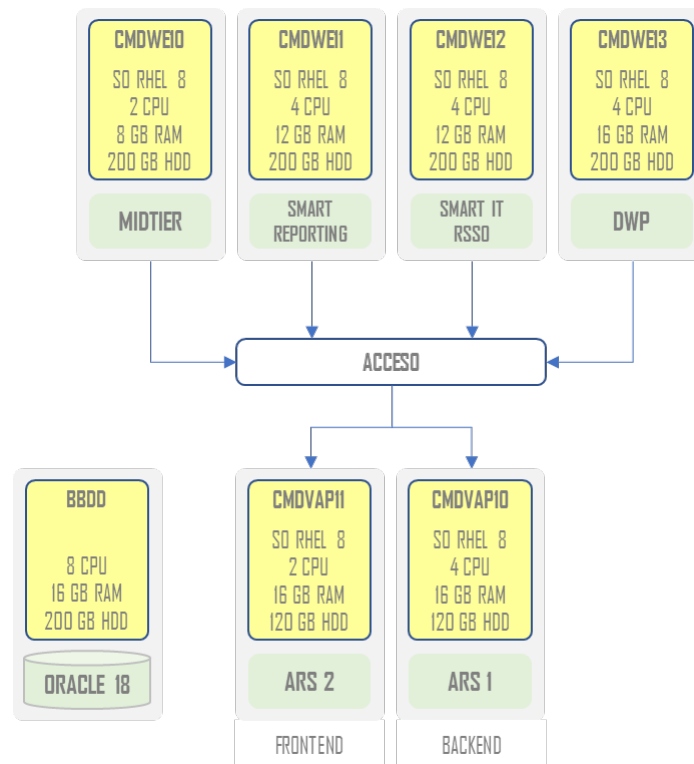 CMDWE10
SO RHEL 8
2 CPU
8 GB RAM
200 GB HDD
MIDTIER
CMDWE11
SO RHEL 8
4 CPU
12 GB RAM
200 GB HDD
SMART
REPORTING
CMDWE12
SO RHEL 8
4 CPU
12 GB RAM
200 GB HDD
SMART IT
RSSO
CMDWE13
SO RHEL 8
4 CPU
16 GB RAM
200 GB HDD
DWP
ACCESO
BBDD
8 CPU
16 GB RAM
200 GB HDD
ORACLE 18
CMDVAP11
SO RHEL 8
2 CPU
16 GB RAM
120 GB HDD
ARS 2
FRONTEND
CMDVAP10
SO RHEL 8
4 CPU
16 GB RAM
120 GB HDD
ARS 1
BACKEND